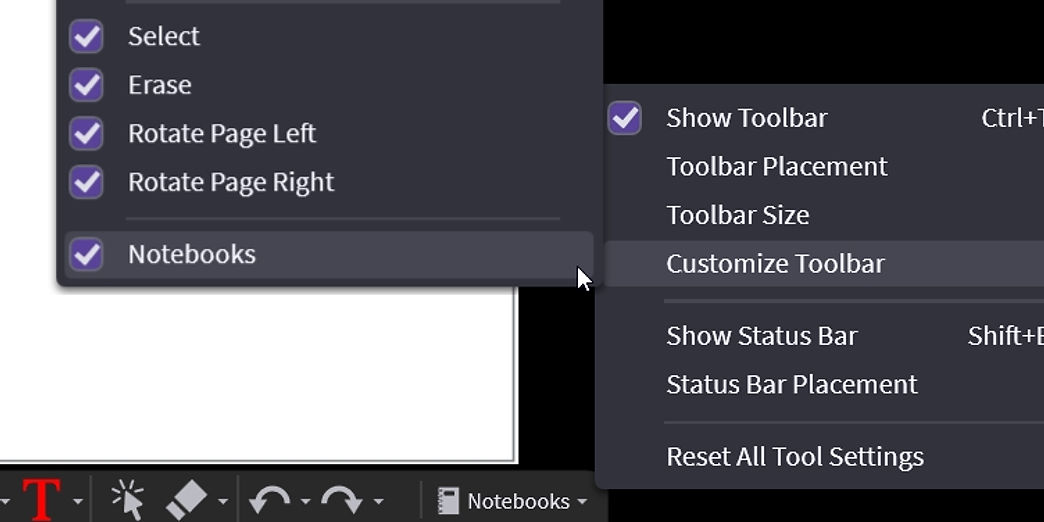 Select
Erase
Rotate Page Left
Rotate Page Right
Notebooks
Show Toolbar Ctrl+T
Toolbar Placement
Toolbar Size
Customize Toolbar
Show Status Bar Shift+
Status Bar Placement
Reset All Tool Settings
T
Notebooks